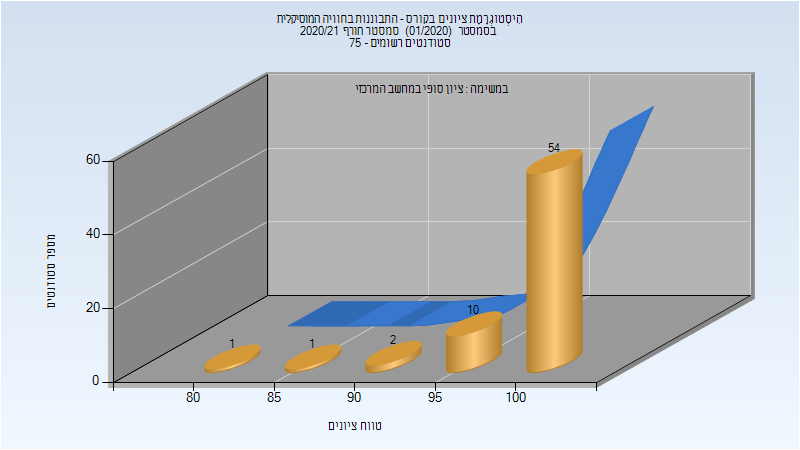 היסטוגרמת ציונים בקורס - התבוננות בחוויה המוסיקלית
בסמסטר (01/2020) סמסטר חורף 2020/21
סטודנטים רשומים - 75
במשימה : ציון סופי במחשב המרכזי
60
40
20
0
מספר סטודנטים
1
1
2
10
54
80
85
90
95
100
טווח ציונים